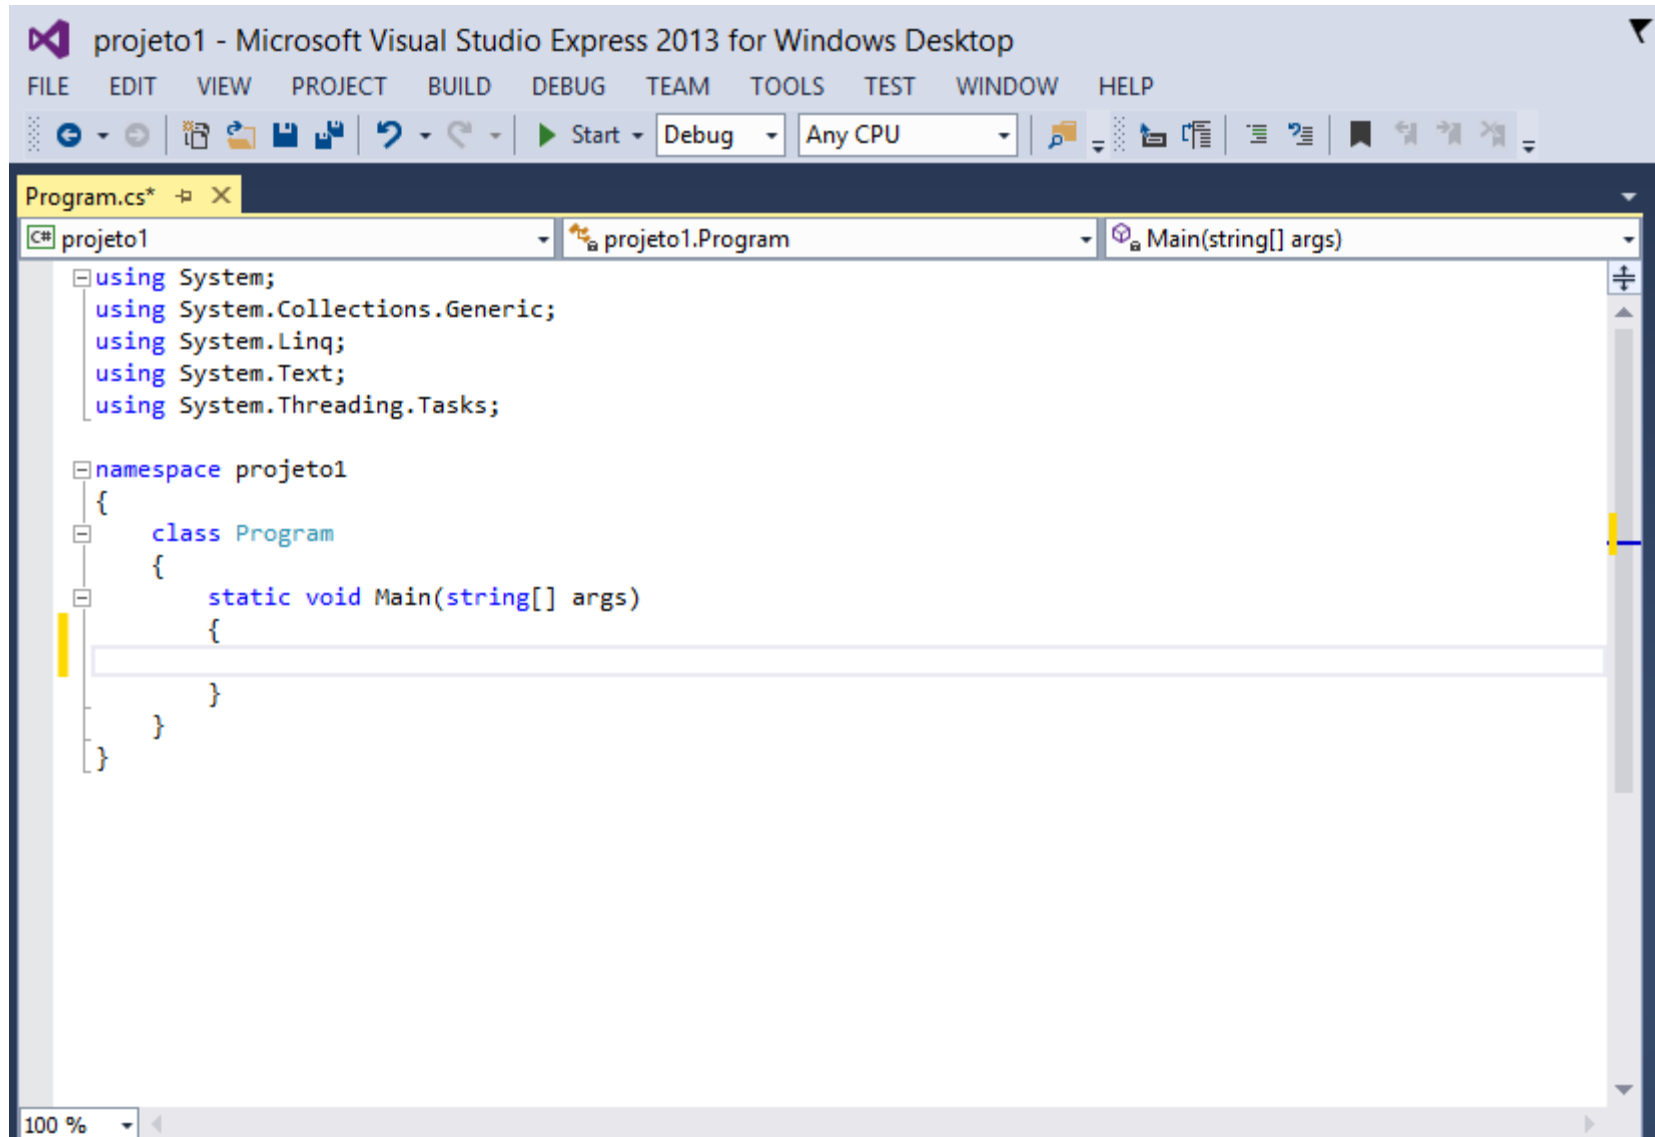 projeto1 - Microsoft Visual Studio Express 2013 for Windows Desktop
FILE EDIT VIEW PROJECT BUILD DEBUG TEAM TOOLS TEST WINDOW HELP
Start Debug Any CPU
Program.cs*
C# projeto1 projeto1.Program Main(string[] args)
using System;
using System.Collections.Generic;
using System.Linq;
using System.Text;
using System.Threading.Tasks;
namespace projeto1
{
class Program
{
static void Main(string[] args)
{
}
}
}
100 %